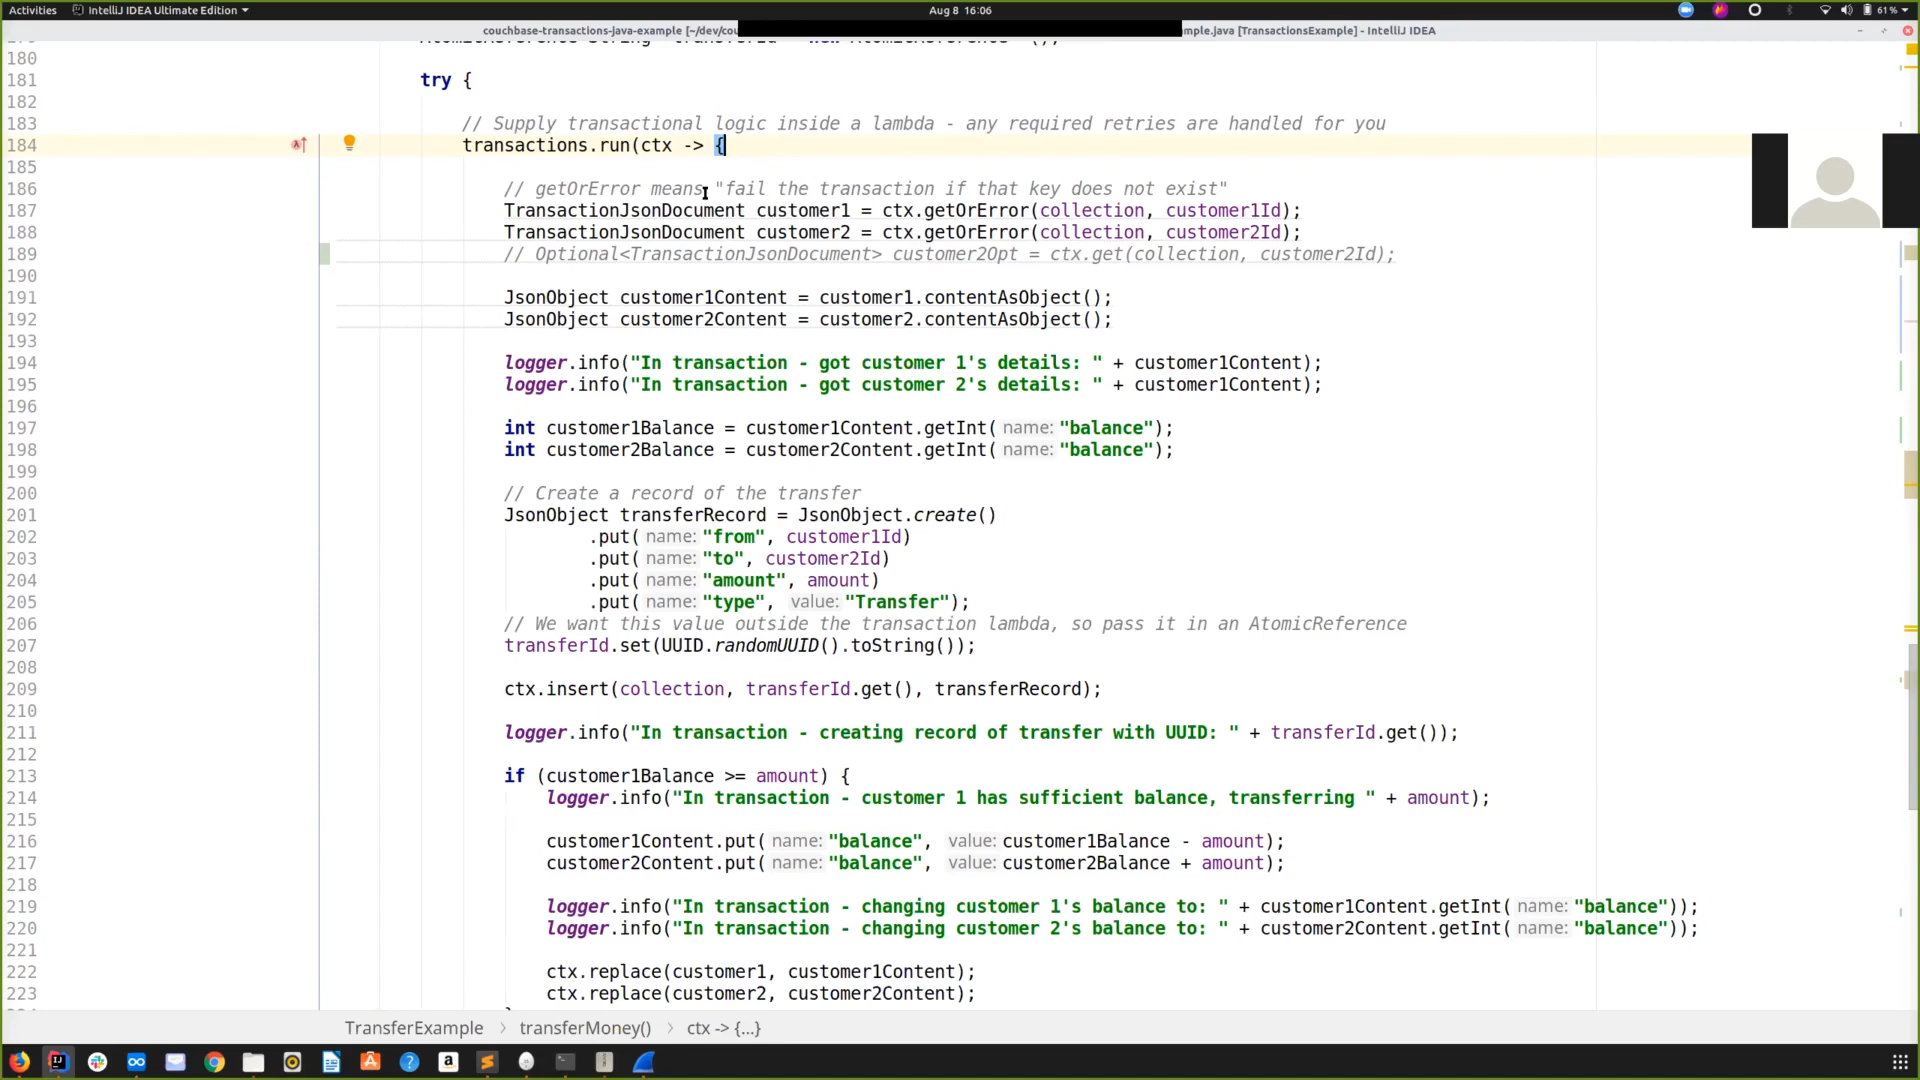 Activities IntelliJ IDEA Ultimate Edition Aug 8 16:06 61%
couchbase-transactions-java-example [~/dev/cou mple.java [TransactionsExample] - IntelliJ IDEA
180
181 try {
182
183 // Supply transactional logic inside a lambda - any required retries are handled for you
184 transactions.run(ctx -> {
185
186 // getOrError means "fail the transaction if that key does not exist"
187 TransactionJsonDocument customer1 = ctx.getOrError(collection, customer1Id);
188 TransactionJsonDocument customer2 = ctx.getOrError(collection, customer2Id);
189 // Optional<TransactionJsonDocument> customer2Opt = ctx.get(collection, customer2Id);
190
191 JsonObject customer1Content = customer1.contentAsObject();
192 JsonObject customer2Content = customer2.contentAsObject();
193
194 logger.info("In transaction - got customer 1's details: " + customer1Content);
195 logger.info("In transaction - got customer 2's details: " + customer1Content);
196
197 int customer1Balance = customer1Content.getInt( name: "balance");
198 int customer2Balance = customer2Content.getInt( name: "balance");
199
200 // Create a record of the transfer
201 JsonObject transferRecord = JsonObject.create()
202 .put( name: "from", customer1Id)
203 .put( name: "to", customer2Id)
204 .put( name: "amount", amount)
205 .put( name: "type", value: "Transfer");
206 // We want this value outside the transaction lambda, so pass it in an AtomicReference
207 transferId.set(UUID.randomUUID().toString());
208
209 ctx.insert(collection, transferId.get(), transferRecord);
210
211 logger.info("In transaction - creating record of transfer with UUID: " + transferId.get());
212
213 if (customer1Balance >= amount) {
214 logger.info("In transaction - customer 1 has sufficient balance, transferring " + amount);
215
216 customer1Content.put( name: "balance", value: customer1Balance - amount);
217 customer2Content.put( name: "balance", value: customer2Balance + amount);
218
219 logger.info("In transaction - changing customer 1's balance to: " + customer1Content.getInt( name: "balance"));
220 logger.info("In transaction - changing customer 2's balance to: " + customer2Content.getInt( name: "balance"));
221
222 ctx.replace(customer1, customer1Content);
223 ctx.replace(customer2, customer2Content);
TransferExample > transferMoney() > ctx -> {...}